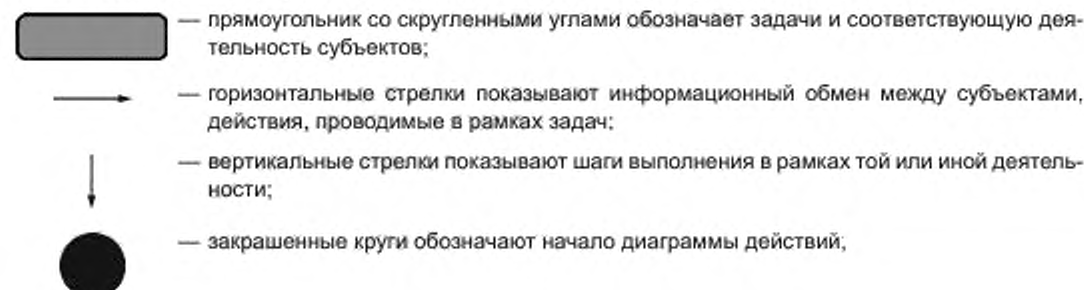 — прямоугольник со скругленными углами обозначает задачи и соответствующую дея-
тельность субъектов;
— горизонтальные стрелки показывают информационный обмен между субъектами,
действия, проводимые в рамках задач;
— вертикальные стрелки показывают шаги выполнения в рамках той или иной деятель-
ности;
— закрашенные круги обозначают начало диаграммы действий;